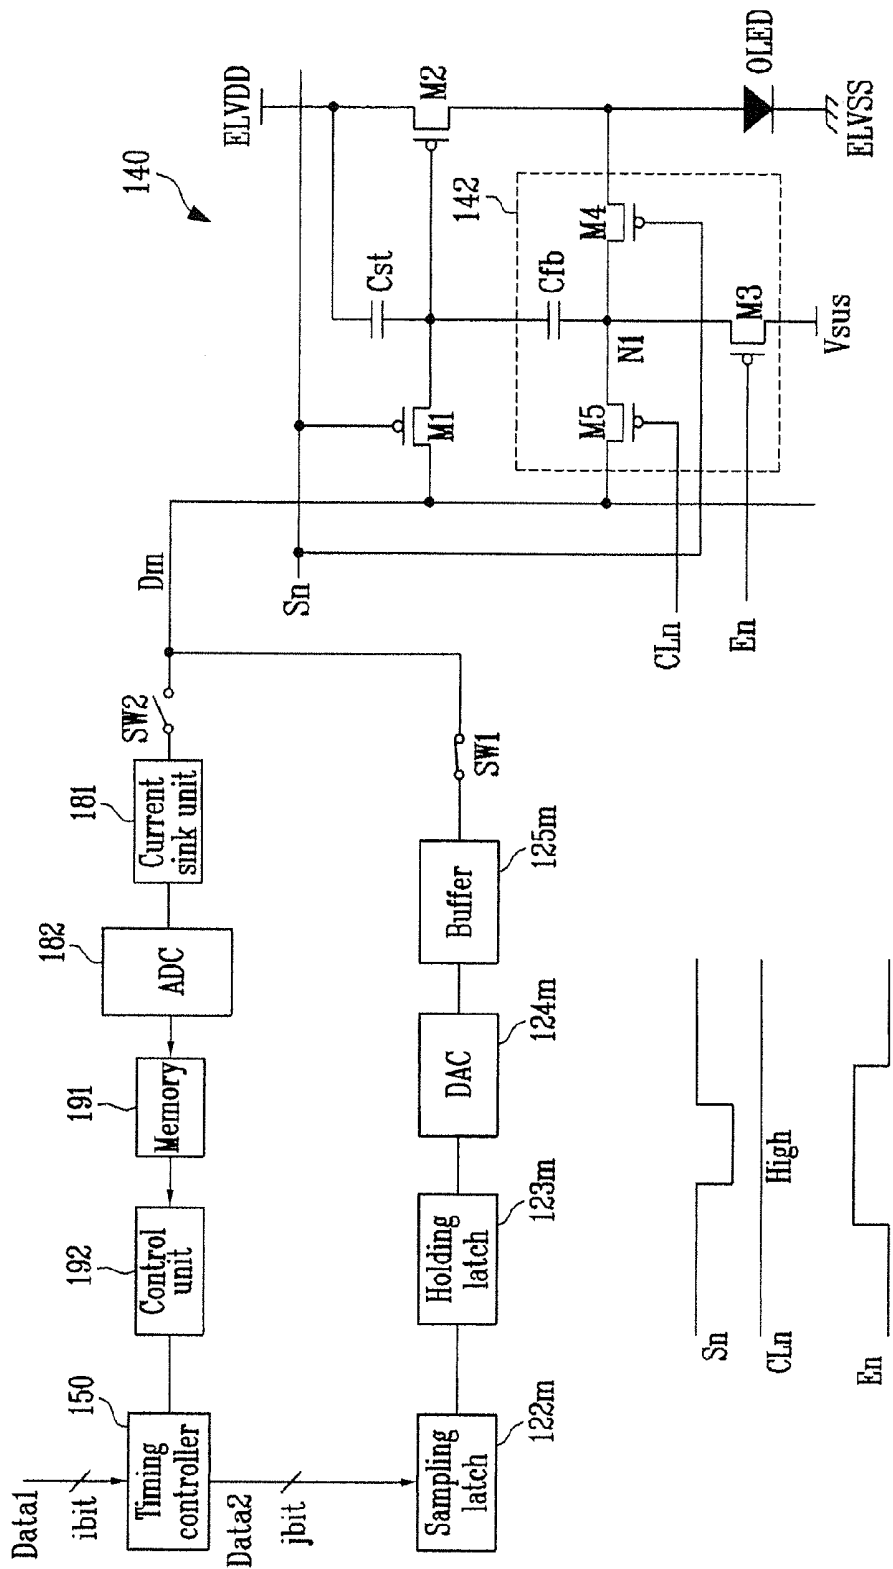 Data1
ibit
150
Timing
controller
192
Control
unit
191
Memory
182
ADC
181
Current
sink unit
SW2
Dm
Data2
jbit
Sampling
latch
122m
Holding
latch
123m
DAC
124m
Buffer
125m
SW1
140
ELVDD
Sn
Cst
M1
M2
142
Cfb
M4
M5
N1
M3
CLn
En
Vsus
OLED
ELVSS
Sn
CLn
High
En